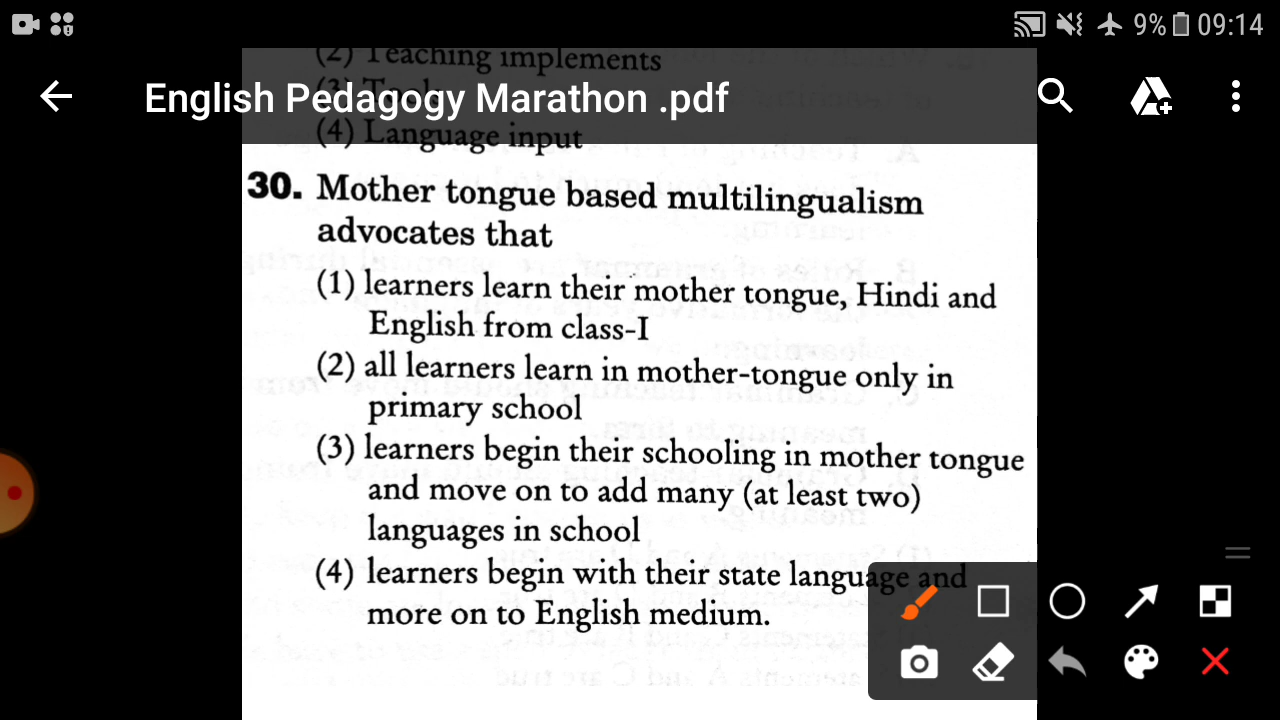 9% 09:14
(2) Teaching implements
English Pedagogy Marathon .pdf
(3) Tools
(4) Language input
30. Mother tongue based multilingualism
advocates that
(1) learners learn their mother tongue, Hindi and
English from class-I
(2) all learners learn in mother-tongue only in
primary school
(3) learners begin their schooling in mother tongue
and move on to add many (at least two)
languages in school
(4) learners begin with their state language and
more on to English medium.